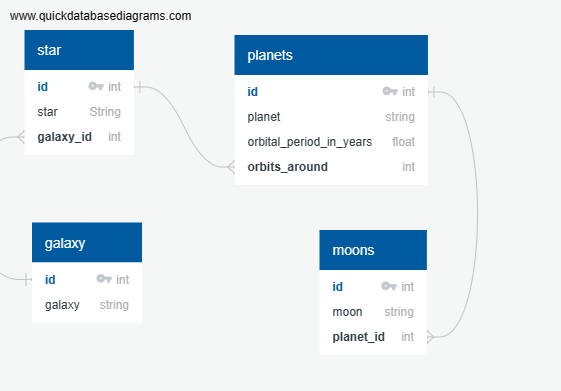 www.quickdatabasediagrams.com
star
id int
star String
galaxy_id int
planets
id int
planet string
orbital_period_in_years float
orbits_around int
galaxy
id int
galaxy string
moons
id int
moon string
planet_id int